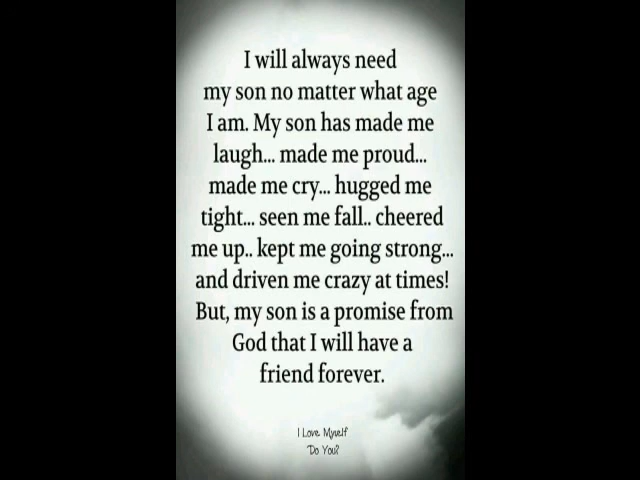 I will always need
my son no matter what age
I am. My son has made me
laugh... made me proud...
made me cry... hugged me
tight... seen me fall.. cheered
me up.. kept me going strong...
and driven me crazy at times!
But, my son is a promise from
God that I will have a
friend forever.
I Love Myself
Do You?